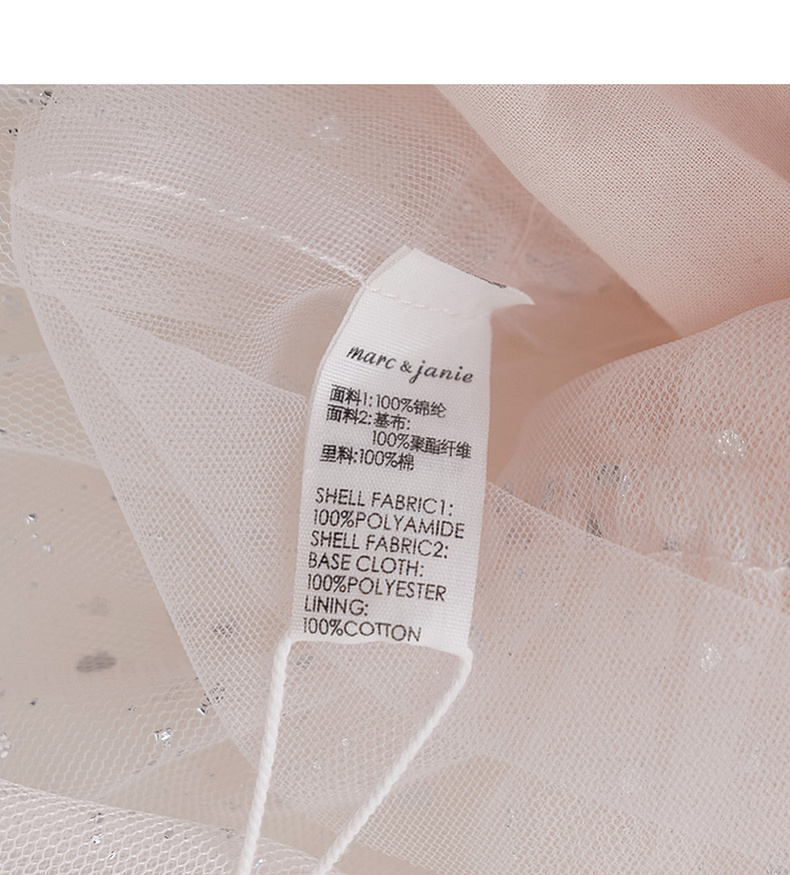 marc & janie
面料1:100%锦纶
面料2:基布:
100%聚酯纤维
里料:100%棉
SHELL FABRIC1:
100%POLYAMIDE
SHELL FABRIC2:
BASE CLOTH:
100%POLYESTER
LINING:
100%COTTON